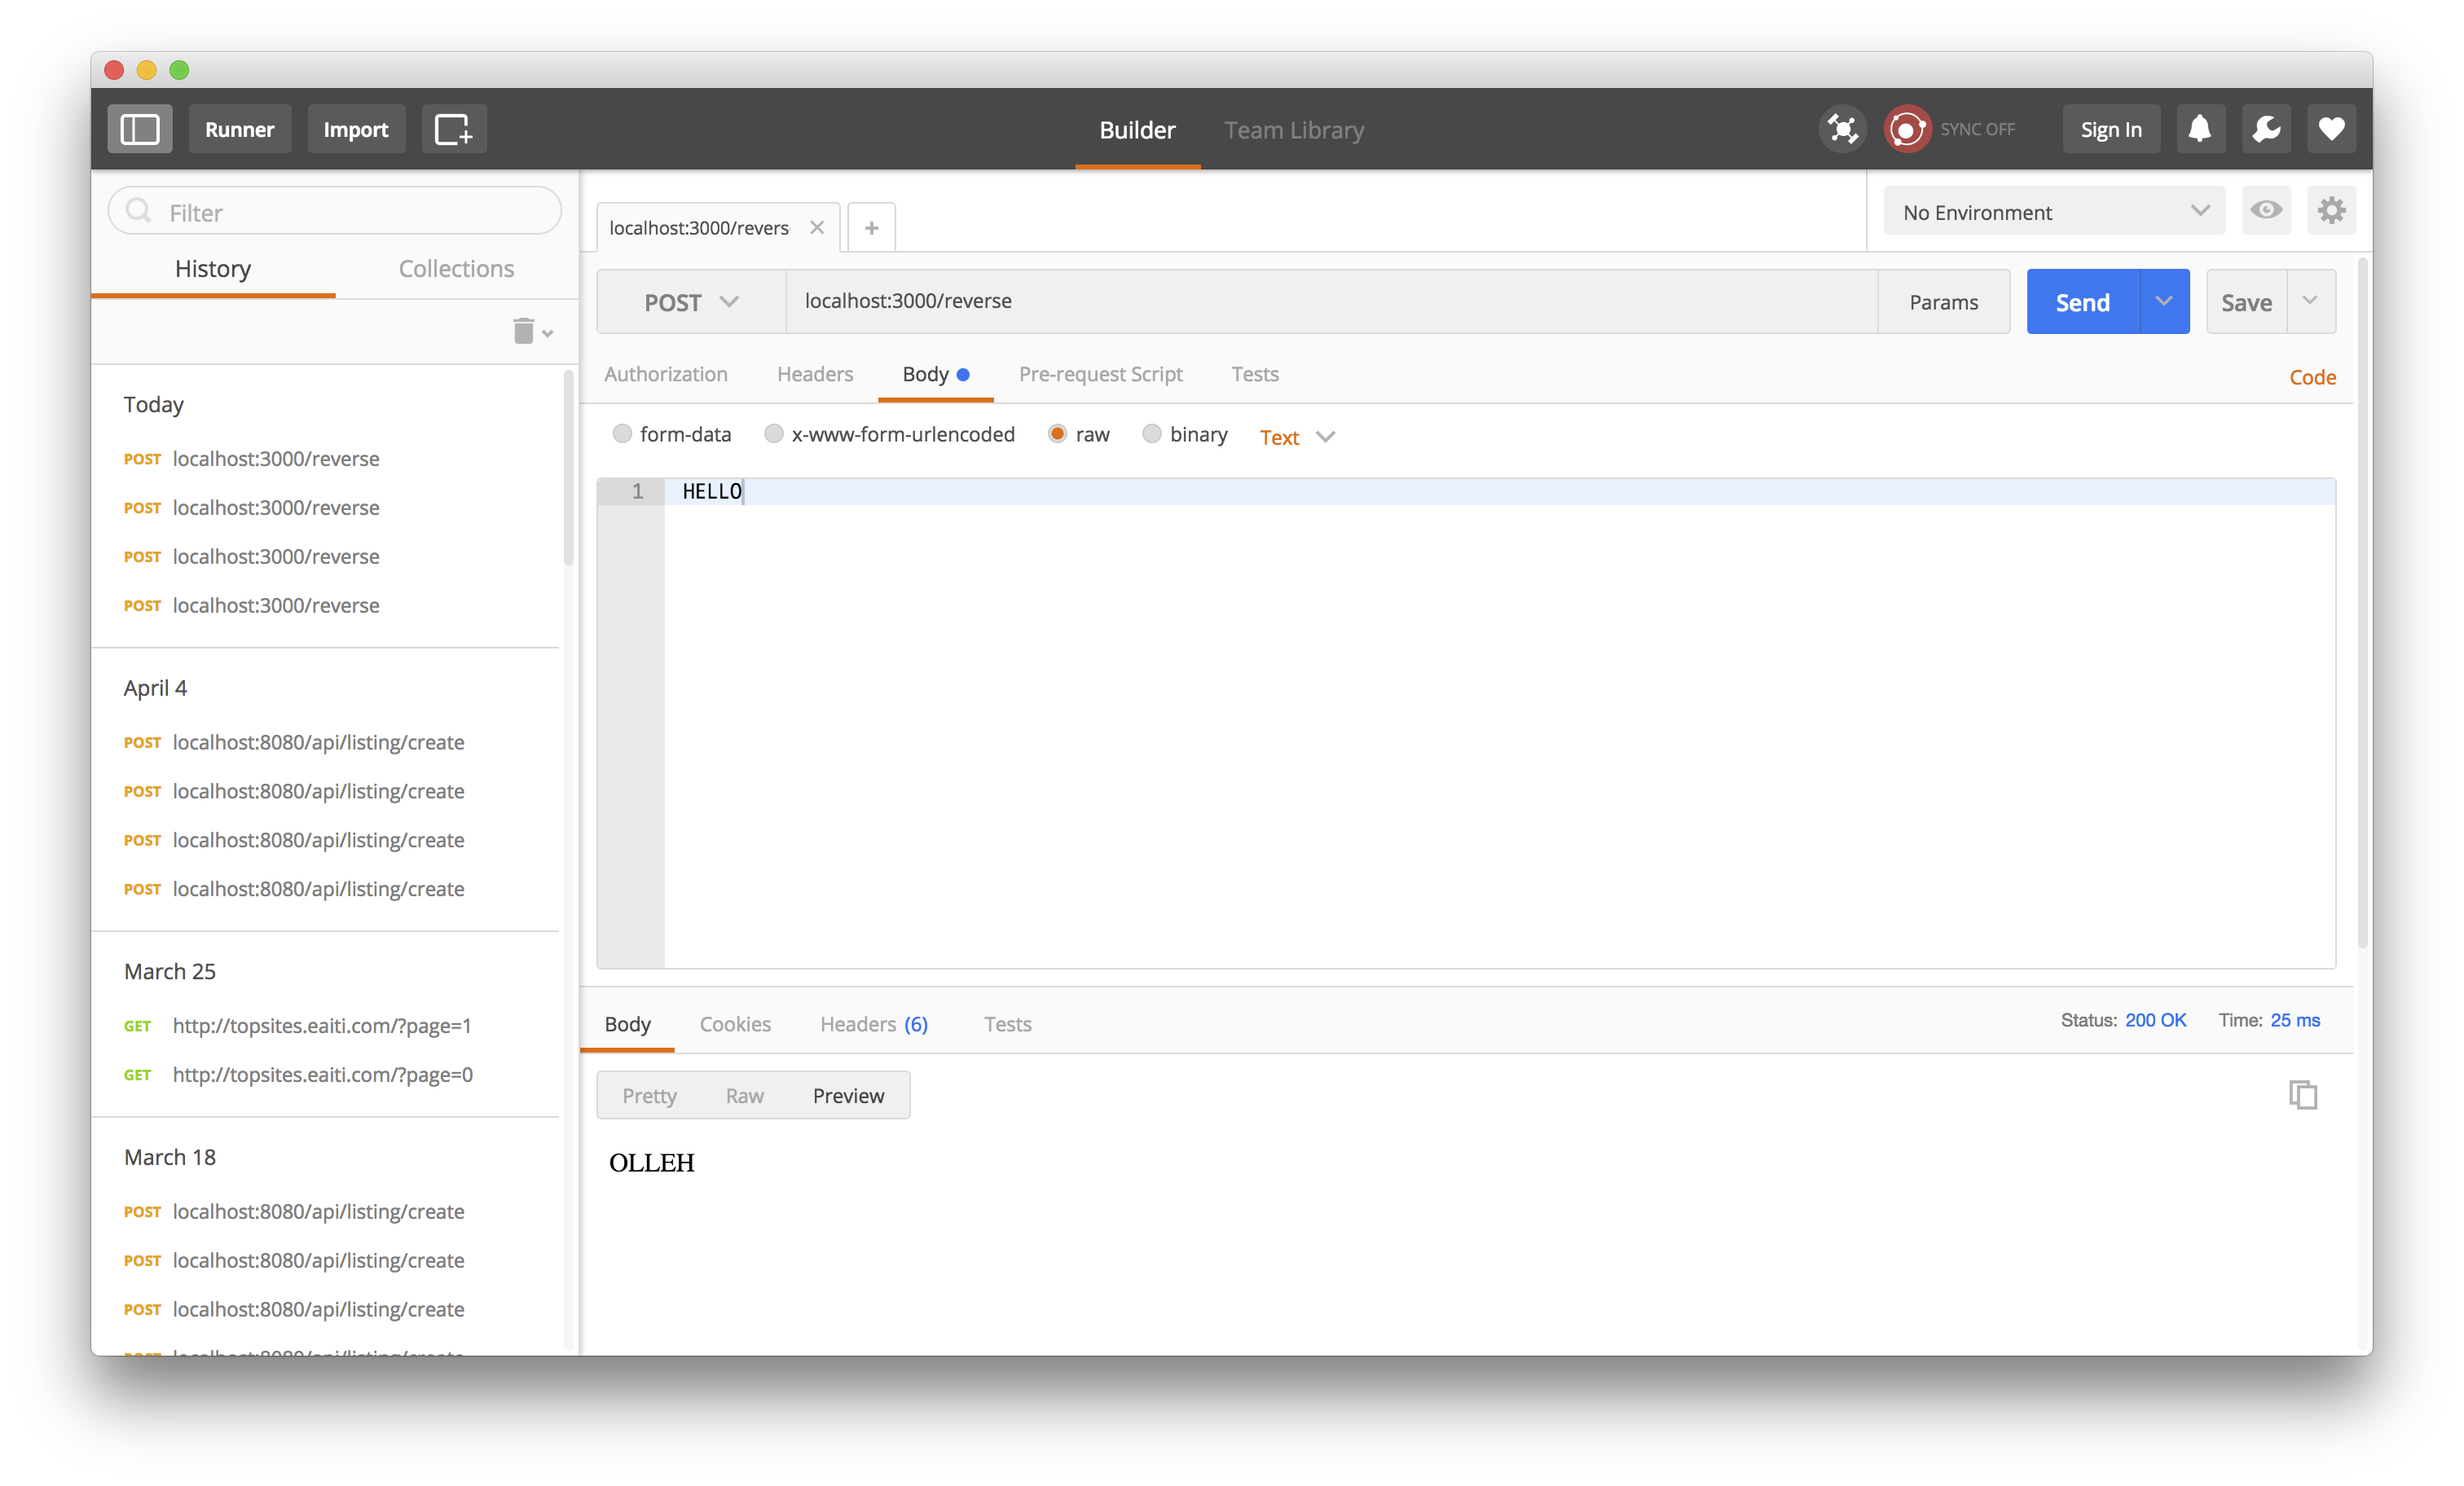 Runner Import Builder Team Library SYNC OFF Sign In
Filter
History Collections
Today
POST localhost:3000/reverse
POST localhost:3000/reverse
POST localhost:3000/reverse
POST localhost:3000/reverse
April 4
POST localhost:8080/api/listing/create
POST localhost:8080/api/listing/create
POST localhost:8080/api/listing/create
POST localhost:8080/api/listing/create
March 25
GET http://topsites.eaiti.com/?page=1
GET http://topsites.eaiti.com/?page=0
March 18
POST localhost:8080/api/listing/create
POST localhost:8080/api/listing/create
POST localhost:8080/api/listing/create
localhost:3000/revers
No Environment
POST localhost:3000/reverse Params Send Save
Authorization Headers Body Pre-request Script Tests Code
form-data x-www-form-urlencoded raw binary Text
1 HELLO
Body Cookies Headers (6) Tests Status: 200 OK Time: 25 ms
Pretty Raw Preview
OLLEH